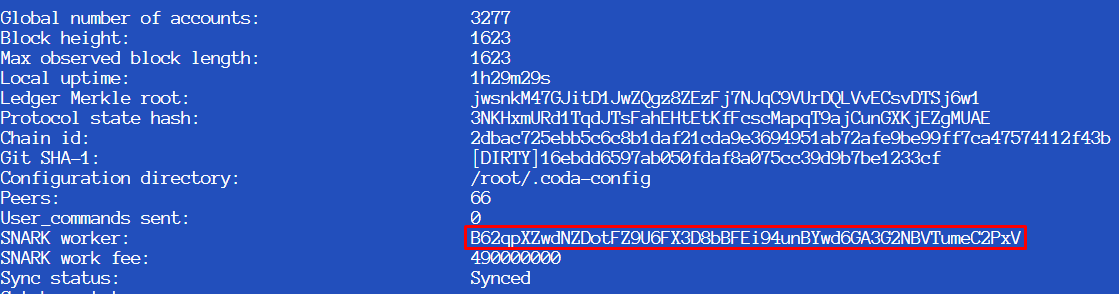 Global number of accounts: 3277
Block height: 1623
Max observed block length: 1623
Local uptime: 1h29m29s
Ledger Merkle root: jwsnkM47GJitD1JwZQgz8ZEzFj7NJqC9VUrDQLVvECsvDTSj6w1
Protocol state hash: 3NKHxmURd1TqdJTsFahEHtEtKfFcscMapqT9ajCunGXKjEZgMUAE
Chain id: 2dbac725ebb5c6c8b1daf21cda9e3694951ab72afe9be99ff7ca47574112f43b
Git SHA-1: [DIRTY]16ebdd6597ab050fdaf8a075cc39d9b7be1233cf
Configuration directory: /root/.coda-config
Peers: 66
User_commands sent: 0
SNARK worker: B62qpXZwdNZDotFZ9U6FX3D8bBFEi94unBYwd6GA3G2NBVTumeC2PxV
SNARK work fee: 490000000
Sync status: Synced